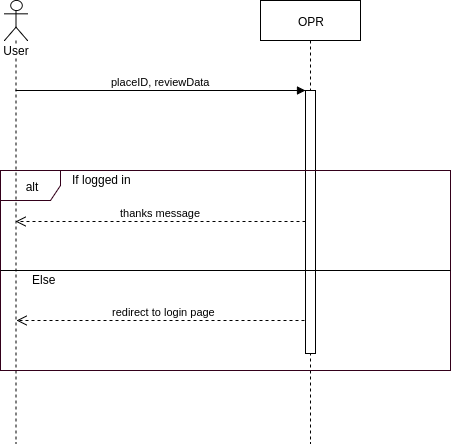 User
OPR
placeID, reviewData
alt
If logged in
thanks message
Else
redirect to login page